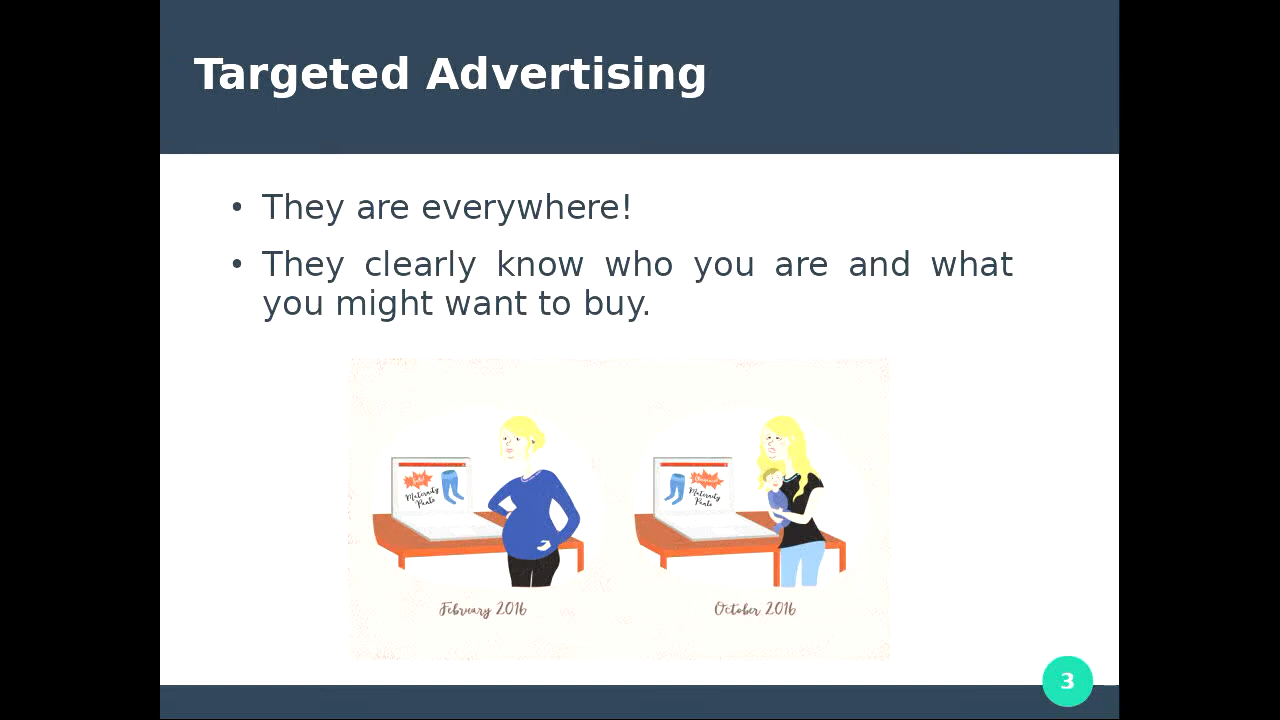 Targeted Advertising
• They are everywhere!
• They clearly know who you are and what
you might want to buy.
Maternity
Pants
Maternity
Pants
February 2016
October 2016
3